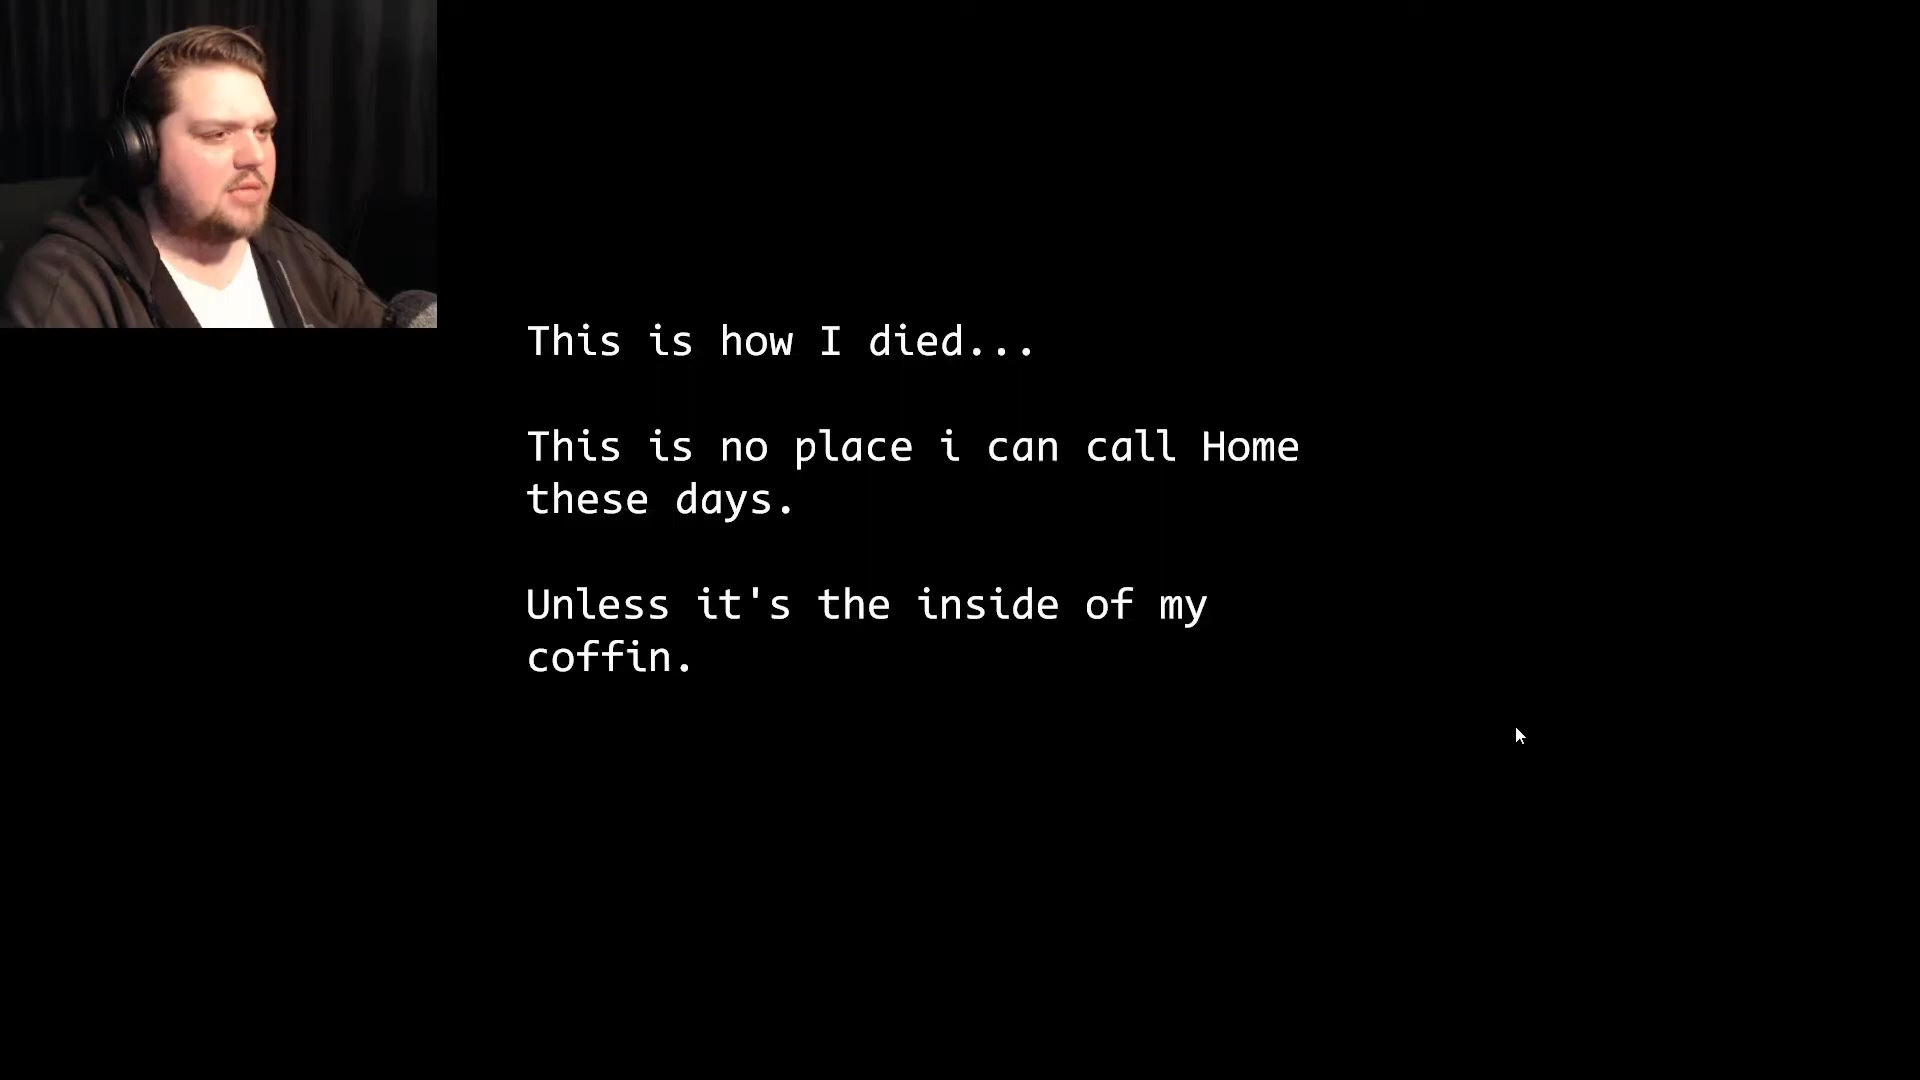 This is how I died...
This is no place i can call Home
these days.
Unless it's the inside of my
coffin.